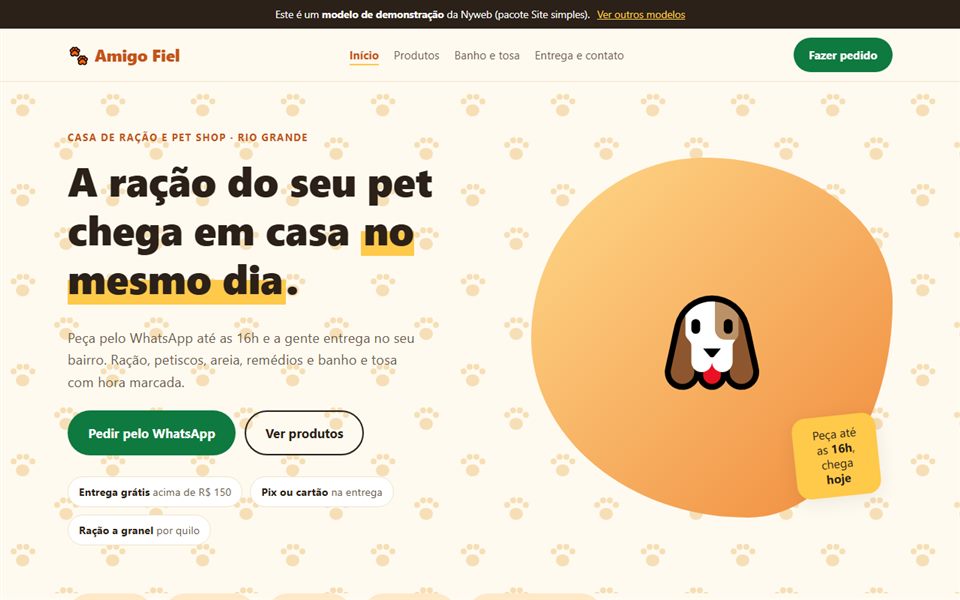 Este é um modelo de demonstração da Nyweb (pacote Site simples). Ver outros modelos
Amigo Fiel
Início Produtos Banho e tosa Entrega e contato
Fazer pedido
CASA DE RAÇÃO E PET SHOP · RIO GRANDE
A ração do seu pet
chega em casa no
mesmo dia.
Peça pelo WhatsApp até as 16h e a gente entrega no seu
bairro. Ração, petiscos, areia, remédios e banho e tosa
com hora marcada.
Pedir pelo WhatsApp
Ver produtos
Entrega grátis acima de R$ 150
Pix ou cartão na entrega
Ração a granel por quilo
Peça até
as 16h,
chega
hoje